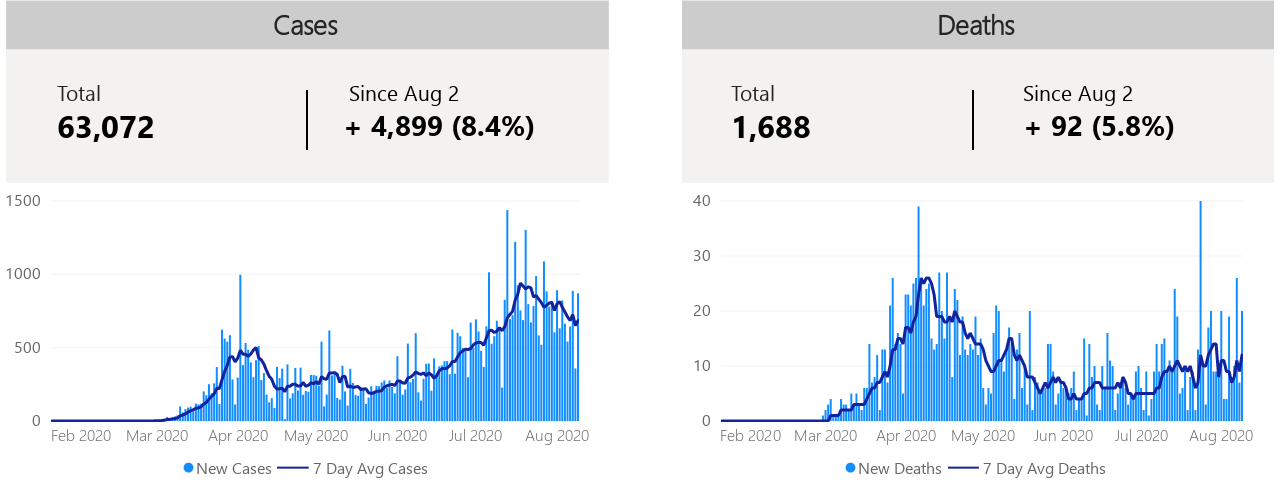 Cases
Total
63,072
Since Aug 2
+ 4,899 (8.4%)
1500
1000
500
0
Feb 2020 Mar 2020 Apr 2020 May 2020 Jun 2020 Jul 2020 Aug 2020
New Cases 7 Day Avg Cases
Deaths
Total
1,688
Since Aug 2
+ 92 (5.8%)
40
30
20
10
0
Feb 2020 Mar 2020 Apr 2020 May 2020 Jun 2020 Jul 2020 Aug 2020
New Deaths 7 Day Avg Deaths